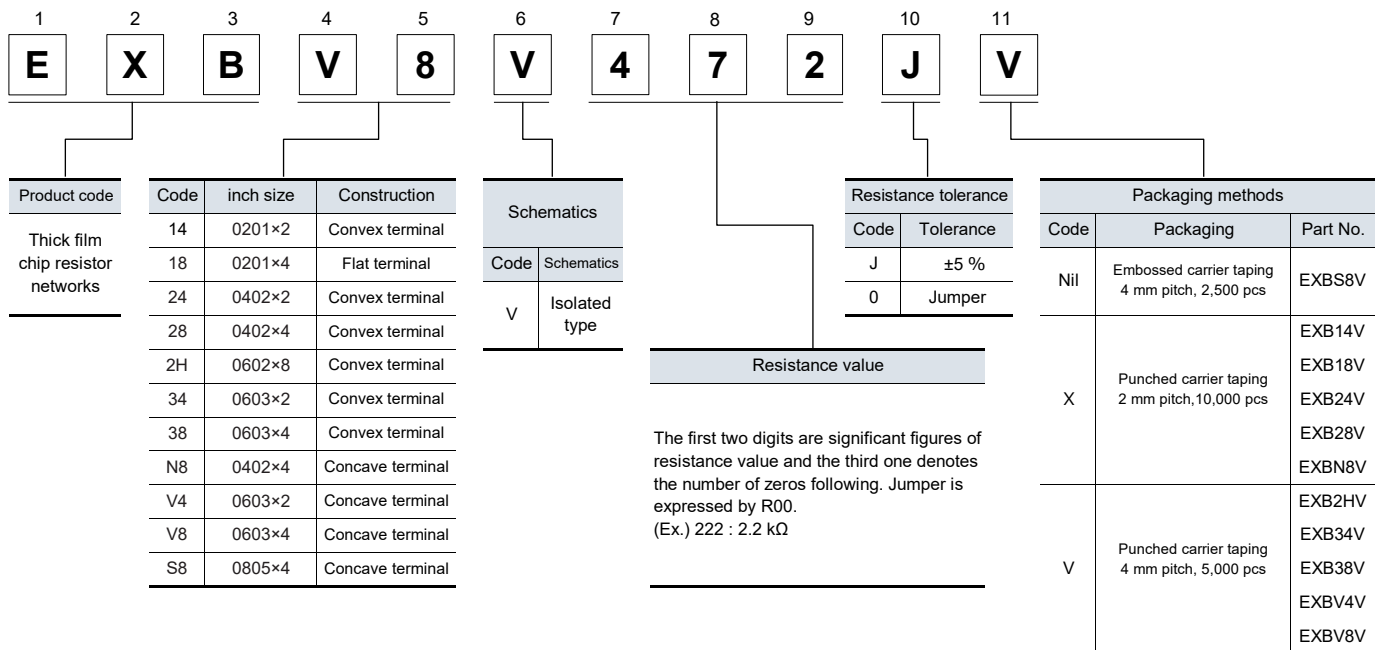 1 2 3 4 5 6 7 8 9 10 11
E X B V 8 V 4 7 2 J V
Product code
Thick film
chip resistor
networks
Code inch size Construction
14 0201×2 Convex terminal
18 0201×4 Flat terminal
24 0402×2 Convex terminal
28 0402×4 Convex terminal
2H 0602×8 Convex terminal
34 0603×2 Convex terminal
38 0603×4 Convex terminal
N8 0402×4 Concave terminal
V4 0603×2 Concave terminal
V8 0603×4 Concave terminal
S8 0805×4 Concave terminal
Schematics
Code Schematics
V Isolated
type
Resistance value
The first two digits are significant figures of
resistance value and the third one denotes
the number of zeros following. Jumper is
expressed by R00.
(Ex.) 222 : 2.2 kΩ
Resistance tolerance
Code Tolerance
J ±5 %
0 Jumper
Packaging methods
Code Packaging Part No.
Nil Embossed carrier taping
4 mm pitch, 2,500 pcs
EXBS8V
X Punched carrier taping
2 mm pitch,10,000 pcs
EXB14V
EXB18V
EXB24V
EXB28V
EXBN8V
V Punched carrier taping
4 mm pitch, 5,000 pcs
EXB2HV
EXB34V
EXB38V
EXBV4V
EXBV8V